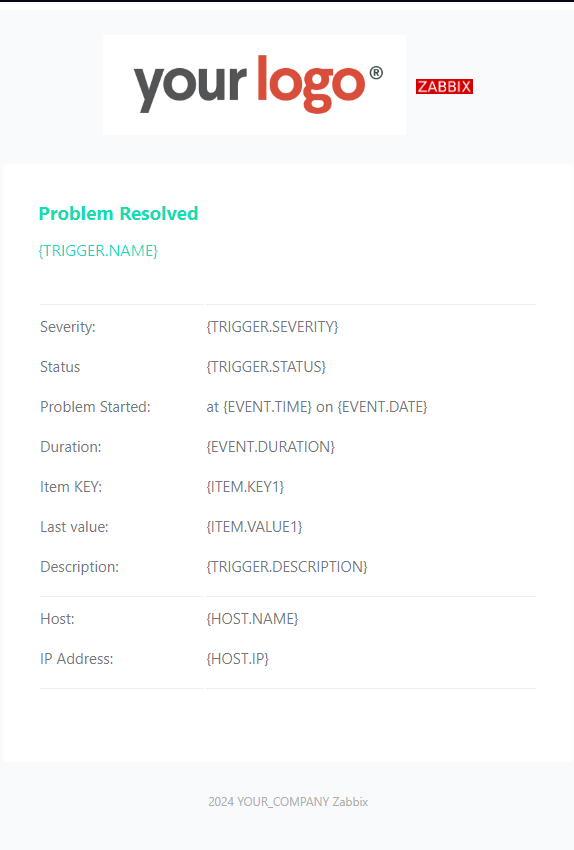 your logo®
ZABBIX
Problem Resolved
{TRIGGER.NAME}
Severity: {TRIGGER.SEVERITY}
Status {TRIGGER.STATUS}
Problem Started: at {EVENT.TIME} on {EVENT.DATE}
Duration: {EVENT.DURATION}
Item KEY: {ITEM.KEY1}
Last value: {ITEM.VALUE1}
Description: {TRIGGER.DESCRIPTION}
Host: {HOST.NAME}
IP Address: {HOST.IP}
2024 YOUR_COMPANY Zabbix